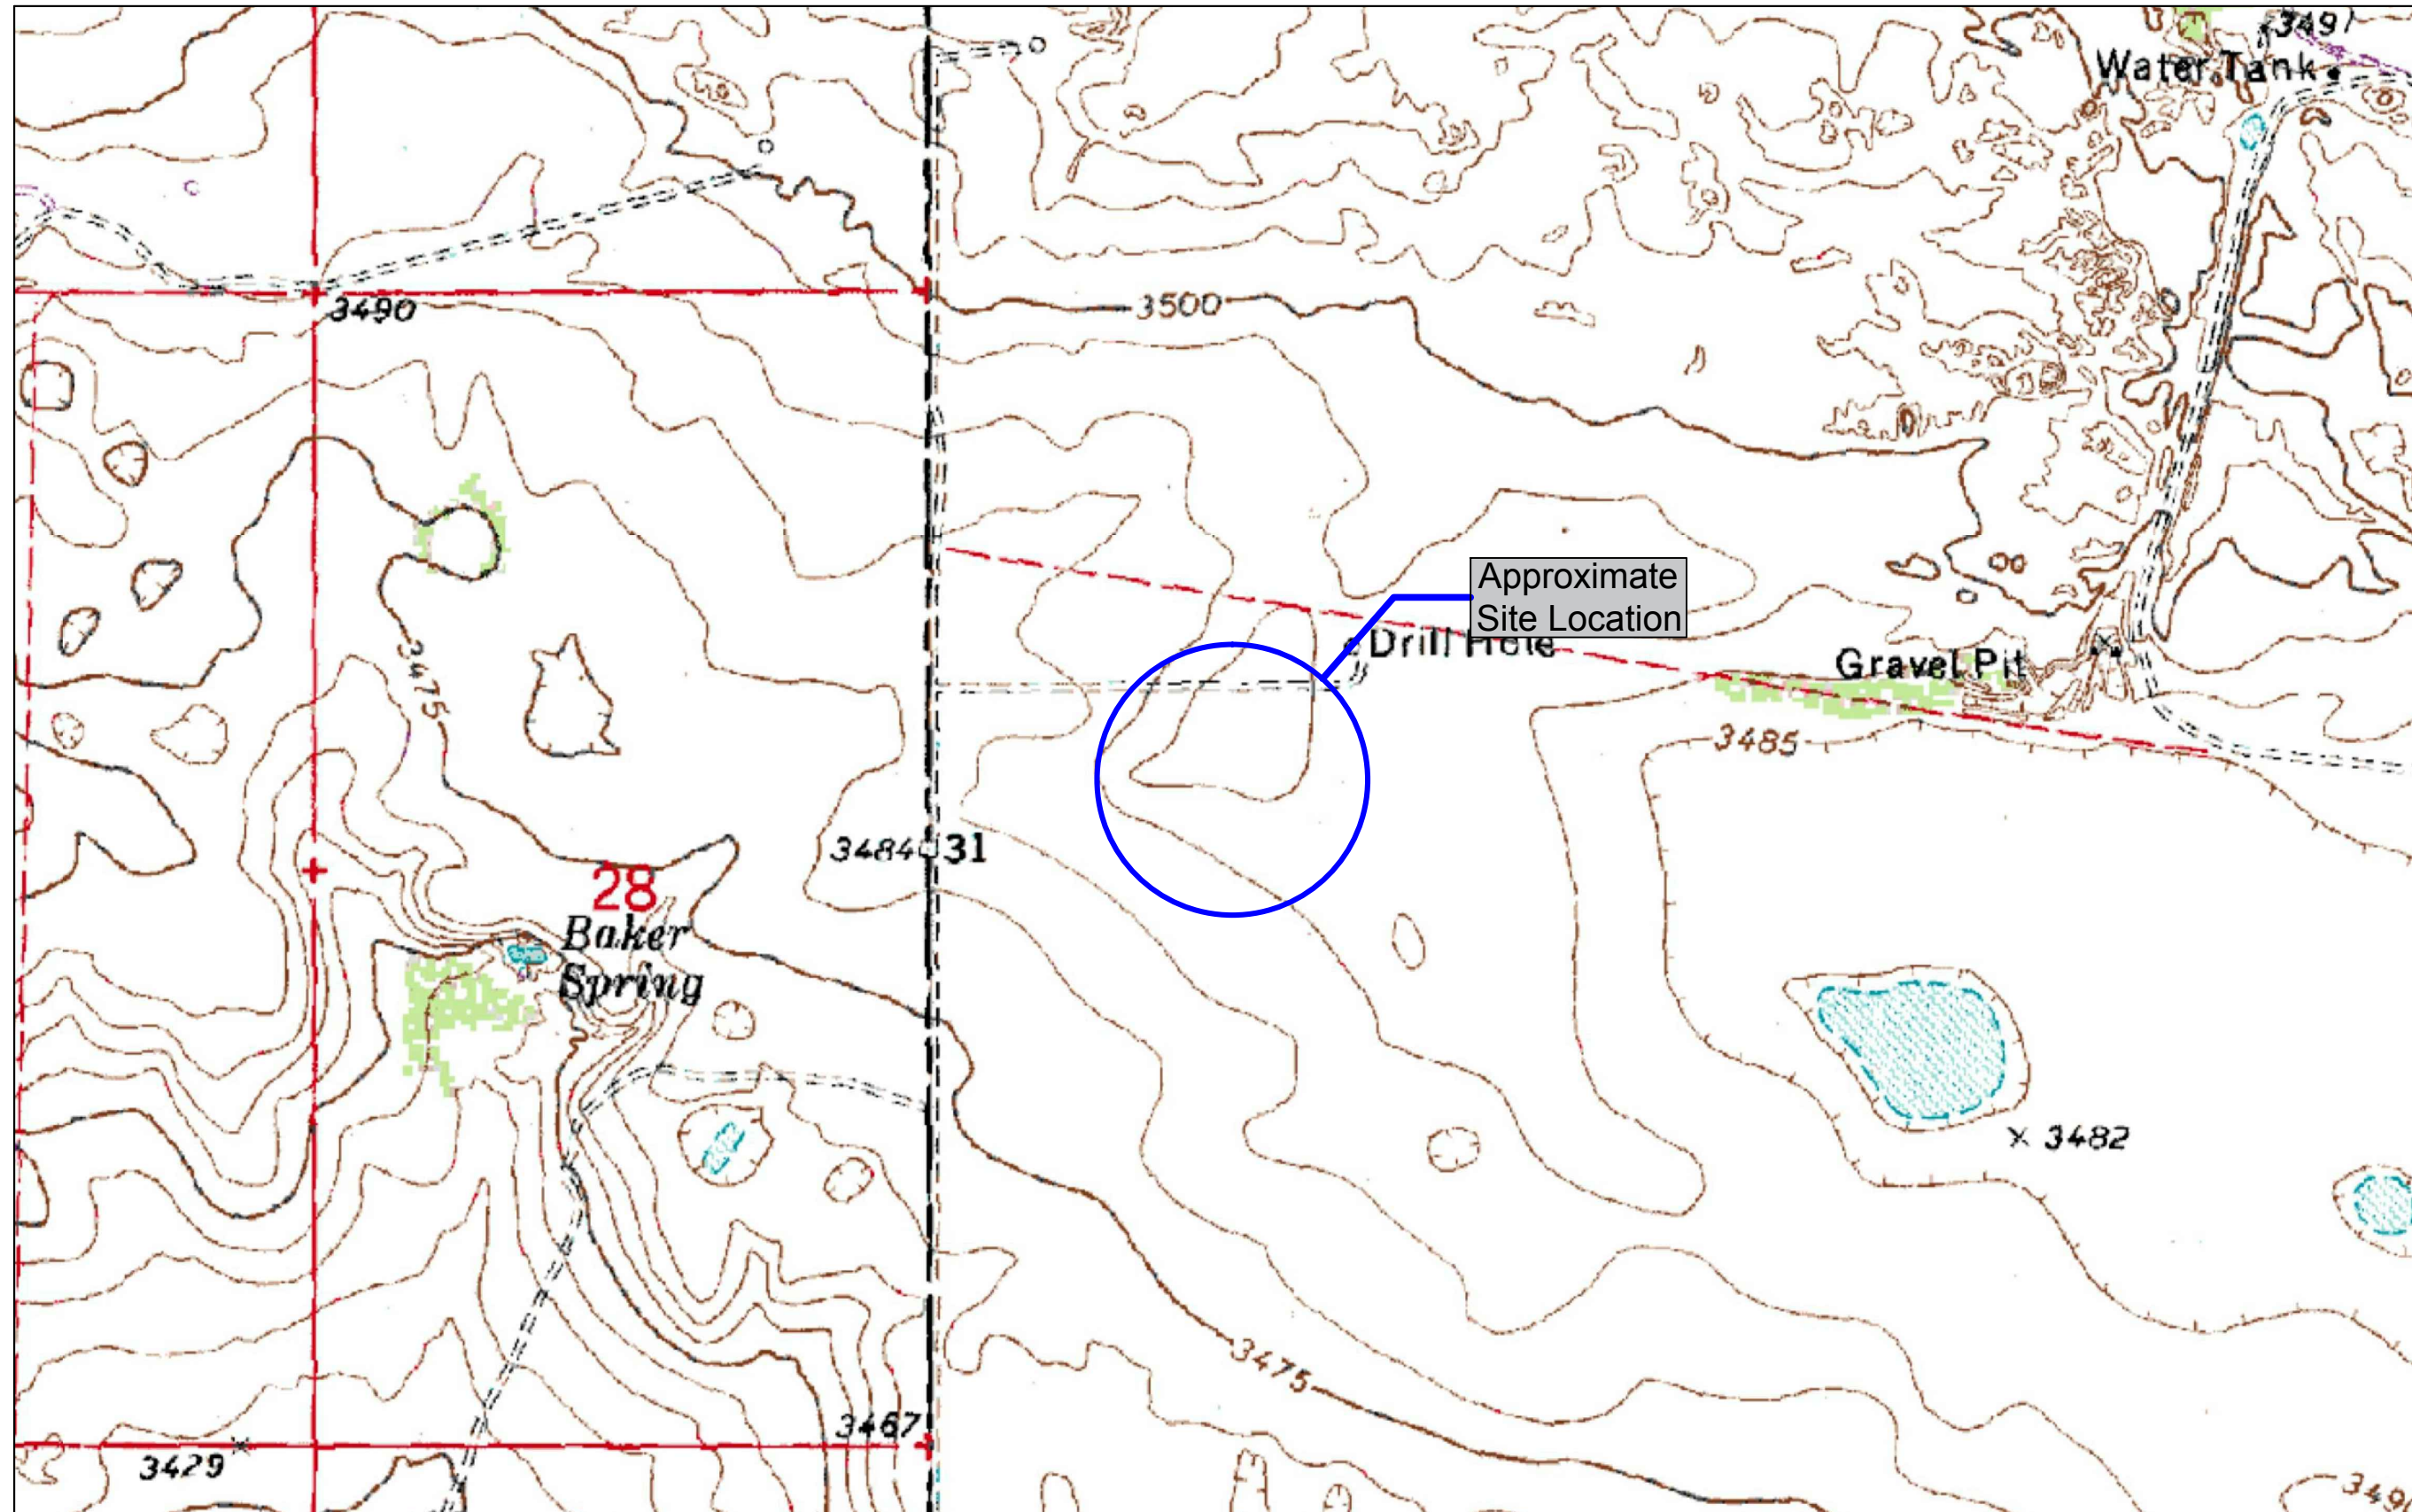 3497
Water Tank
3490
3500
Approximate
Site Location
Drill Hole
Gravel Pit
3475
3485
3484
31
28
Baker
Spring
3482
3475
3467
3429